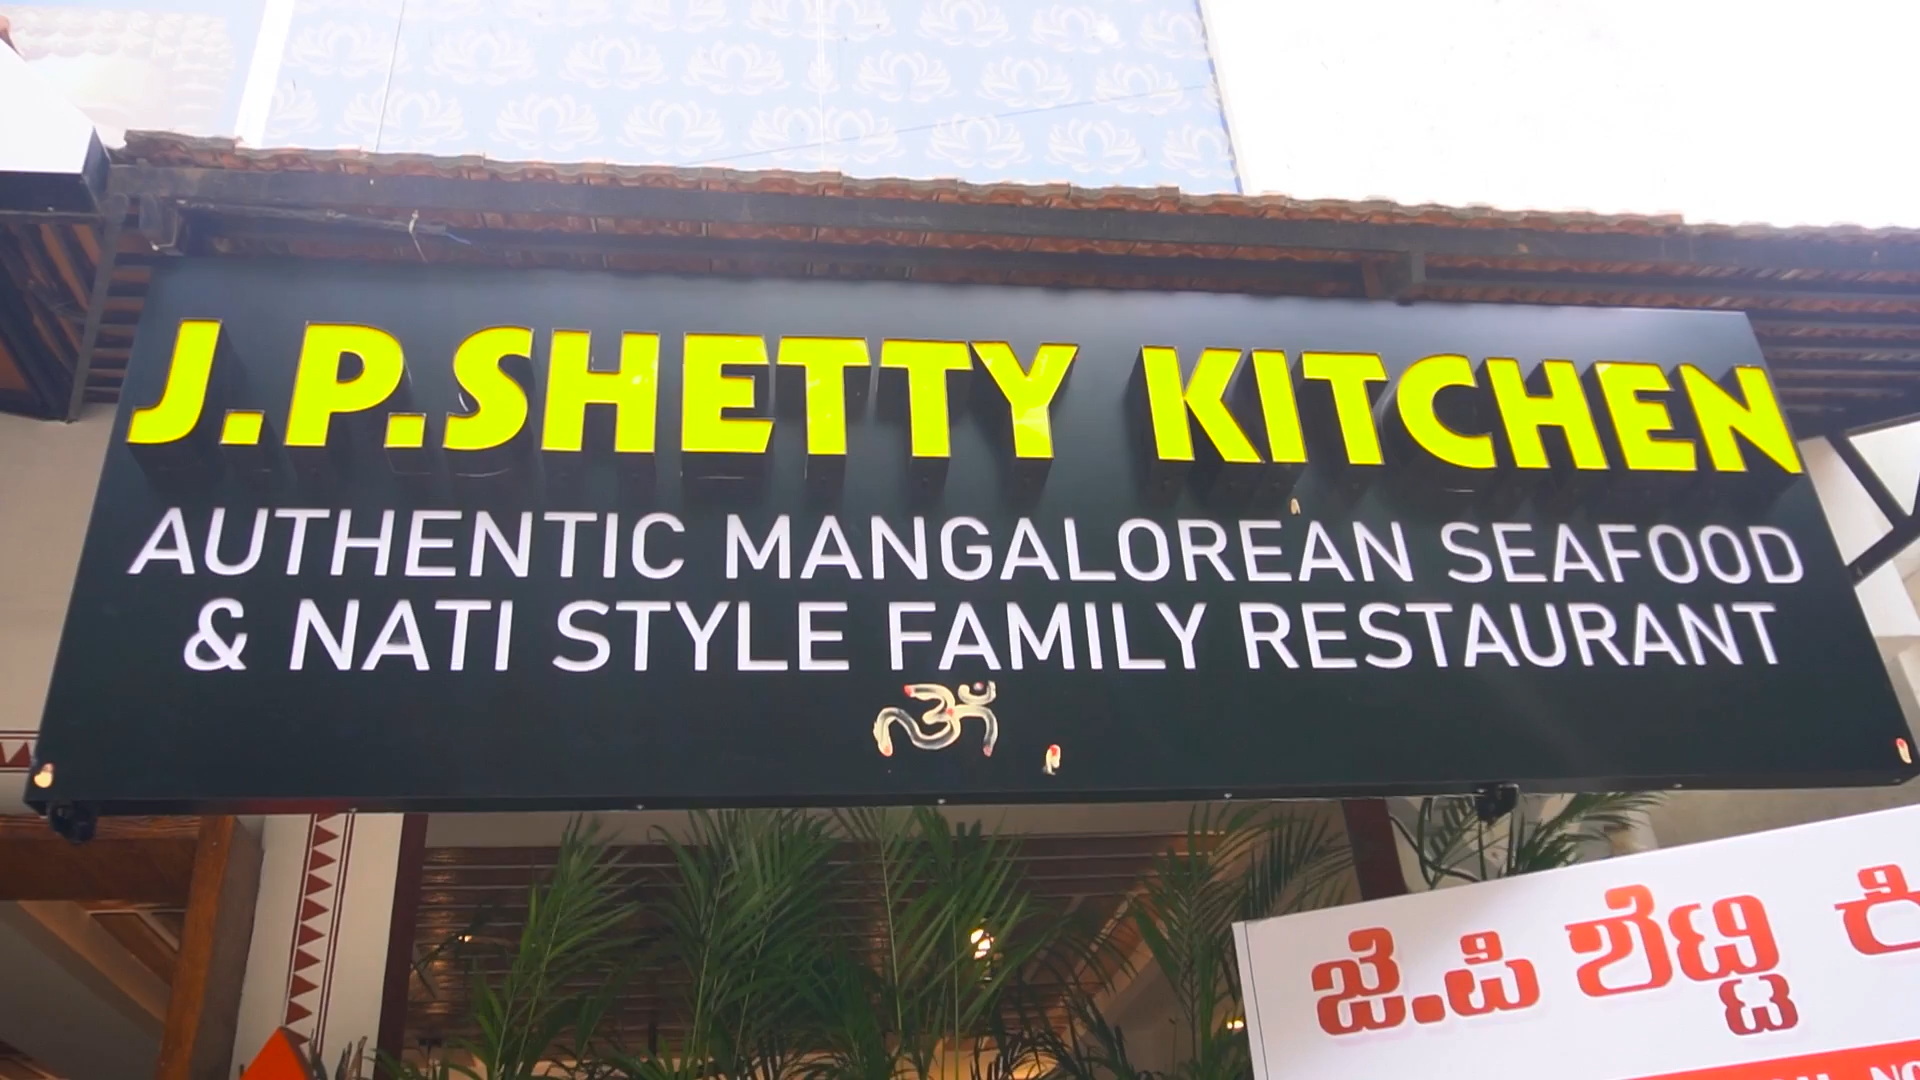 J.P.SHETTY KITCHEN
AUTHENTIC MANGALOREAN SEAFOOD
& NATI STYLE FAMILY RESTAURANT
ॐ
ಜೆ.ಪಿ ಶೆಟ್ಟಿ